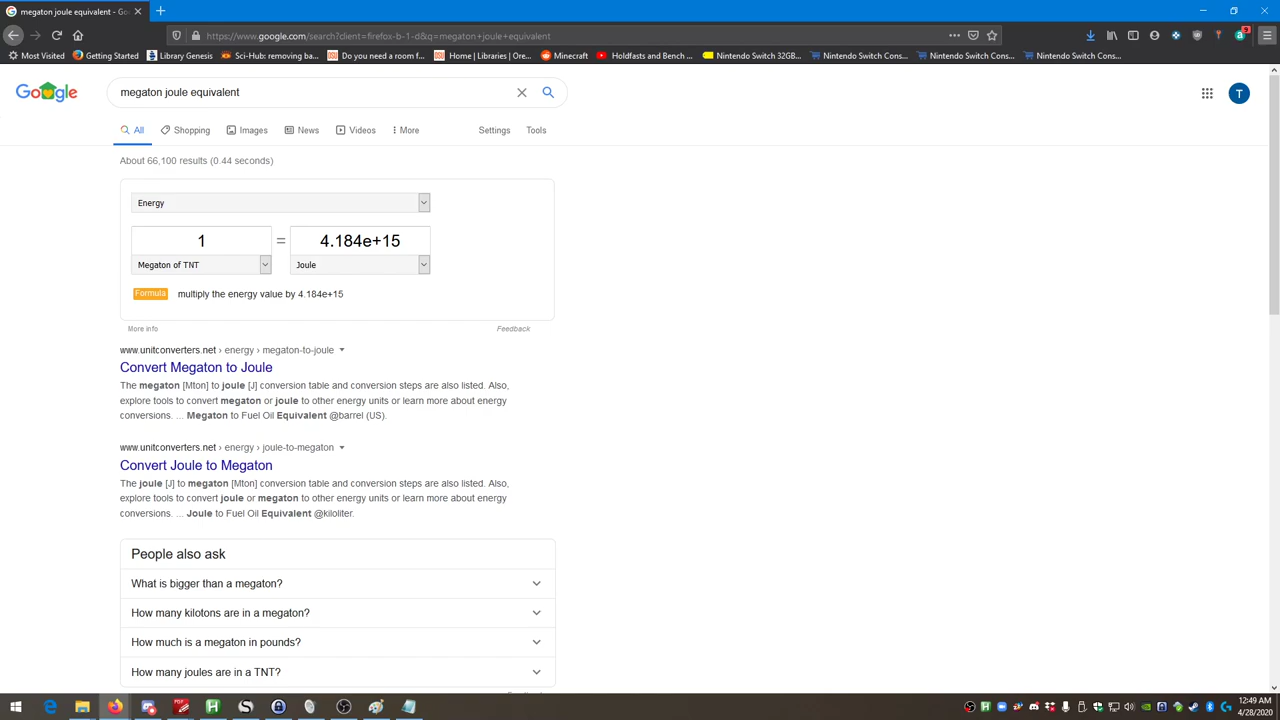 megaton joule equivalent - Go
https://www.google.com/search?client=firefox-b-1-d&q=megaton+joule+equivalent
Most Visited Getting Started Library Genesis Sci-Hub: removing ba... Do you need a room f... Home | Housing | Ore... Minecraft Holdfasts and Bench ... Nintendo Switch 32GB... Nintendo Switch Cons... Nintendo Switch Cons... Nintendo Switch Cons...
Google megaton joule equivalent T
All Shopping Images News Videos More Settings Tools
About 66,100 results (0.44 seconds)
Energy
1 = 4.184e+15
Megaton of TNT Joule
Formula multiply the energy value by 4.184e+15
More info Feedback
www.unitconverters.net › energy › megaton-to-joule
Convert Megaton to Joule
The megaton [Mton] to joule [J] conversion table and conversion steps are also listed. Also,
explore tools to convert megaton or joule to other energy units or learn more about energy
conversions. ... Megaton to Fuel Oil Equivalent @barrel (US).
www.unitconverters.net › energy › joule-to-megaton
Convert Joule to Megaton
The joule [J] to megaton [Mton] conversion table and conversion steps are also listed. Also,
explore tools to convert joule or megaton to other energy units or learn more about energy
conversions. ... Joule to Fuel Oil Equivalent @kiloliter.
People also ask
What is bigger than a megaton?
How many kilotons are in a megaton?
How much is a megaton in pounds?
How many joules are in a TNT?
12:49 AM
4/28/2020